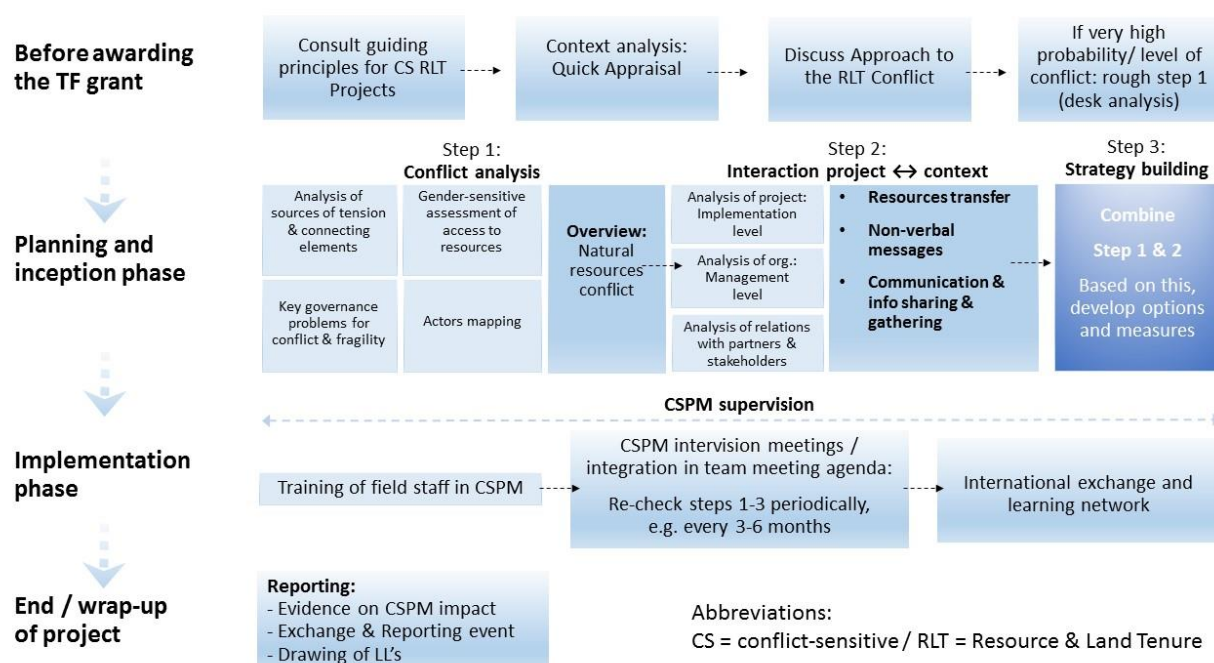 Before awarding
the TF grant
Consult guiding
principles for CS RLT
Projects
Context analysis:
Quick Appraisal
Discuss Approach to
the RLT Conflict
If very high
probability/ level of
conflict: rough step 1
(desk analysis)
Planning and
inception phase
Step 1:
Conflict analysis
Analysis of
sources of tension
& connecting
elements
Gender-sensitive
assessment of
access to
resources
Key governance
problems for
conflict & fragility
Actors mapping
Overview:
Natural
resources
conflict
Step 2:
Interaction project ↔ context
Analysis of project:
Implementation
level
Analysis of org.:
Management
level
Analysis of relations
with partners &
stakeholders
• Resources transfer
• Non-verbal
messages
• Communication &
info sharing &
gathering
Step 3:
Strategy building
Combine
Step 1 & 2
Based on this,
develop options
and measures
Implementation
phase
CSPM supervision
Training of field staff in CSPM
CSPM intervision meetings /
integration in team meeting agenda:
Re-check steps 1-3 periodically,
e.g. every 3-6 months
International exchange and
learning network
End / wrap-up
of project
Reporting:
- Evidence on CSPM impact
- Exchange & Reporting event
- Drawing of LL's
Abbreviations:
CS = conflict-sensitive / RLT = Resource & Land Tenure